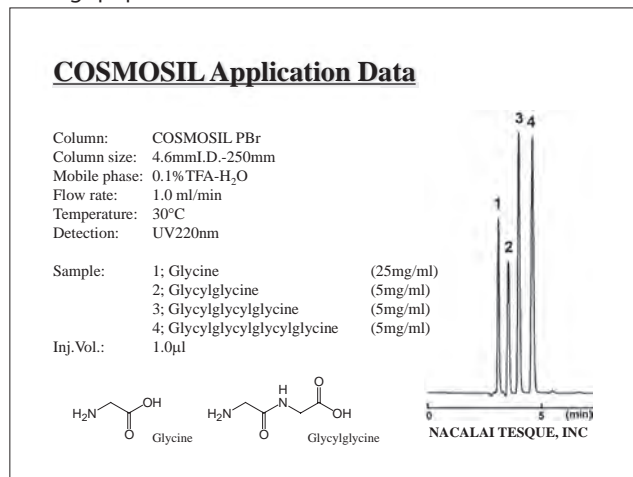 COSMOSIL Application Data
Column: COSMOSIL PBr
Column size: 4.6mmI.D.-250mm
Mobile phase: 0.1%TFA-H₂O
Flow rate: 1.0 ml/min
Temperature: 30°C
Detection: UV220nm
Sample: 1; Glycine (25mg/ml)
2; Glycylglycine (5mg/ml)
3; Glycylglycylglycine (5mg/ml)
4; Glycylglycylglycylglycine (5mg/ml)
Inj.Vol.: 1.0μl
3 4
1
2
0 5 (min)
H₂N OH O Glycine
H₂N O H N O OH Glycylglycine
NACALAI TESQUE, INC